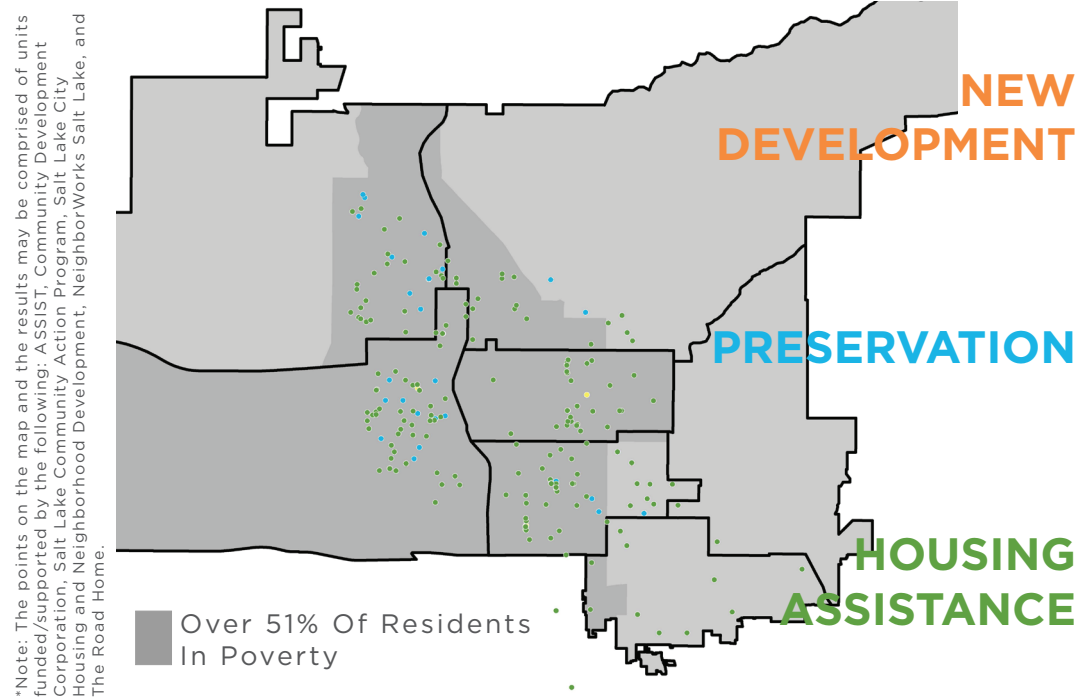 *Note: The points on the map and the results may be comprised of units
funded/supported by the following: ASSIST, Community Development
Corporation, Salt Lake Community Action Program, Salt Lake City
Housing and Neighborhood Development, NeighborWorks Salt Lake, and
The Road Home.
NEW
DEVELOPMENT
PRESERVATION
HOUSING
ASSISTANCE
Over 51% Of Residents
In Poverty